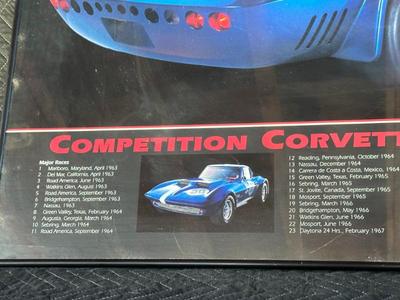 COMPETITION CORVETT
Major Races
1 Marlboro, Maryland, April 1963
2 Del Mar, California, April 1963
3 Road America, June 1963
4 Watkins Glen, August 1963
5 Road America, September 1963
6 Bridgehampton, September 1963
7 Nassau, 1963
8 Green Valley, Texas, February 1964
9 Augusta, Georgia, March 1964
10 Sebring, March 1964
11 Road America, September 1964
12 Reading, Pennsylvania, October 1964
13 Nassau, December 1964
14 Carrera de Costa a Costa, Mexico, 1964
15 Green Valley, Texas, February 1965
16 Sebring, March 1965
17 St. Jovite, Canada, September 1965
18 Mosport, September 1965
19 Sebring, March 1966
20 Bridgehampton, May 1966
21 Watkins Glen, June 1966
22 Mosport, June 1966
23 Daytona 24 Hrs., February 1967